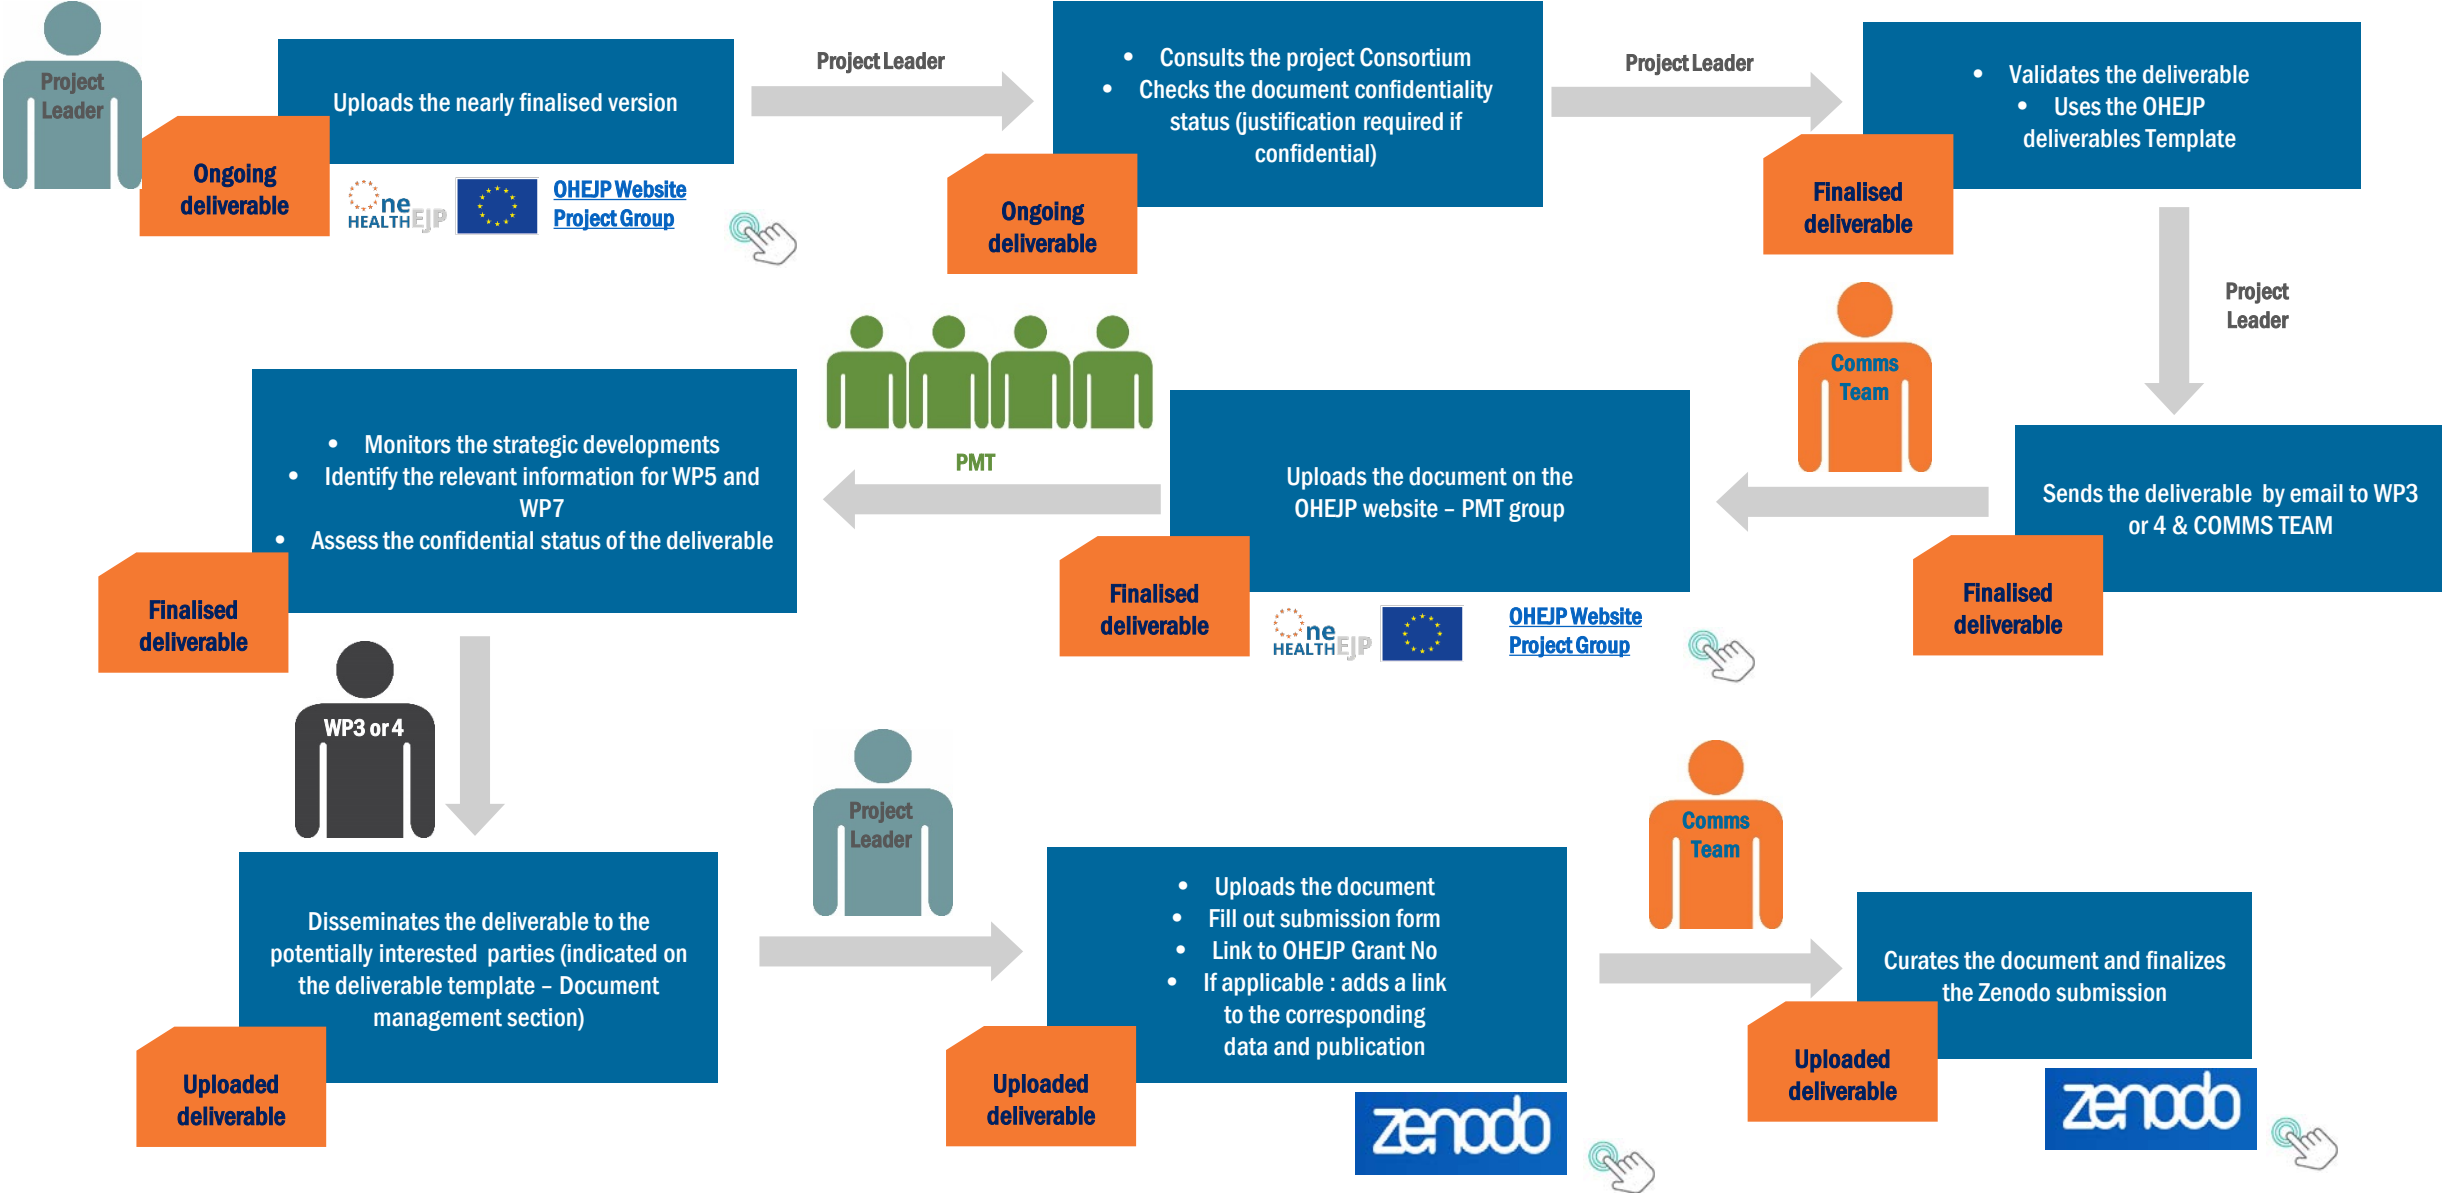 Project
Leader
Uploads the nearly finalised version
Ongoing
deliverable
One
HEALTHEJP
OHEJP Website
Project Group
Project Leader
• Consults the project Consortium
• Checks the document confidentiality
status (justification required if
confidential)
Ongoing
deliverable
Project Leader
• Validates the deliverable
• Uses the OHEJP
deliverables Template
Finalised
deliverable
Project
Leader
Sends the deliverable by email to WP3
or 4 & COMMS TEAM
Finalised
deliverable
Comms
Team
Uploads the document on the
OHEJP website – PMT group
Finalised
deliverable
One
HEALTHEJP
OHEJP Website
Project Group
PMT
• Monitors the strategic developments
• Identify the relevant information for WP5 and
WP7
• Assess the confidential status of the deliverable
Finalised
deliverable
WP3 or 4
Disseminates the deliverable to the
potentially interested parties (indicated on
the deliverable template – Document
management section)
Uploaded
deliverable
Project
Leader
• Uploads the document
• Fill out submission form
• Link to OHEJP Grant No
• If applicable : adds a link
to the corresponding
data and publication
Uploaded
deliverable
zenodo
Comms
Team
Curates the document and finalizes
the Zenodo submission
Uploaded
deliverable
zenodo